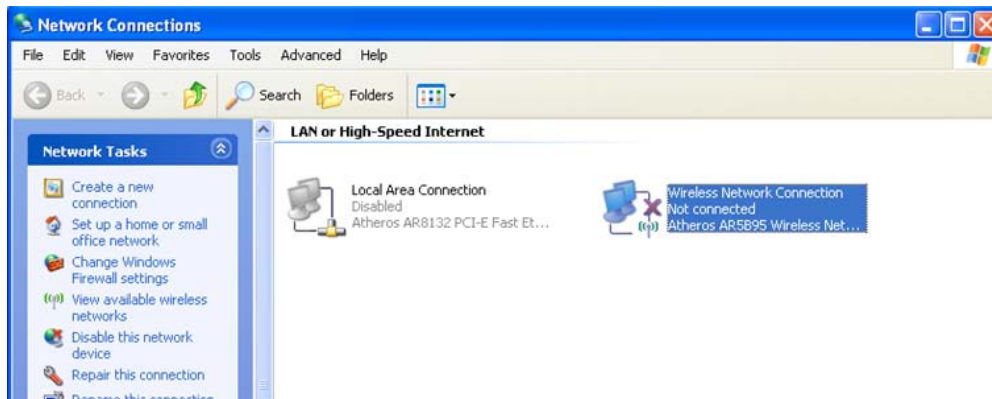 Network Connections
File Edit View Favorites Tools Advanced Help
Back Search Folders
Network Tasks
Create a new
connection
Set up a home or small
office network
Change Windows
Firewall settings
View available wireless
networks
Disable this network
device
Repair this connection
Rename this connection
LAN or High-Speed Internet
Local Area Connection
Disabled
Atheros AR8132 PCI-E Fast Et...
Wireless Network Connection
Not connected
Atheros AR5B95 Wireless Net...